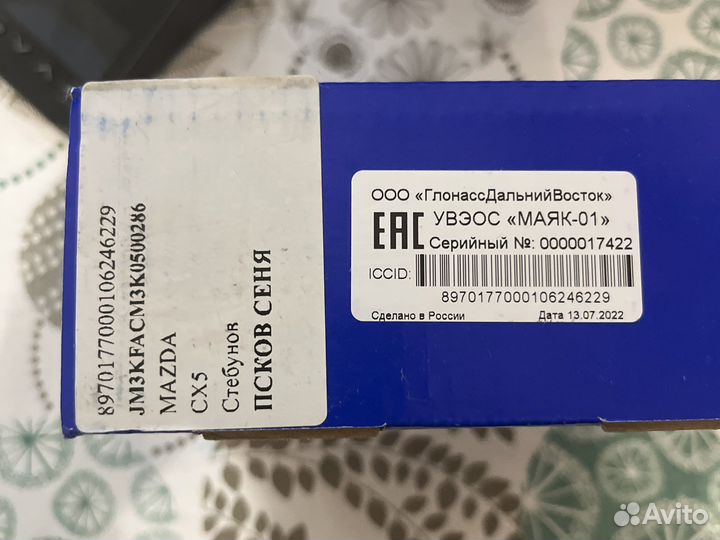 8970177000106246229
JM3KFACM3K0500286
MAZDA
CX5
Стебунов
ПСКОВ СЕНЯ
ООО «ГлонассДальнийВосток»
EAC УВЭОС «МАЯК-01»
Серийный №: 0000017422
ICCID:
8970177000106246229
Сделано в России Дата 13.07.2022
Avito